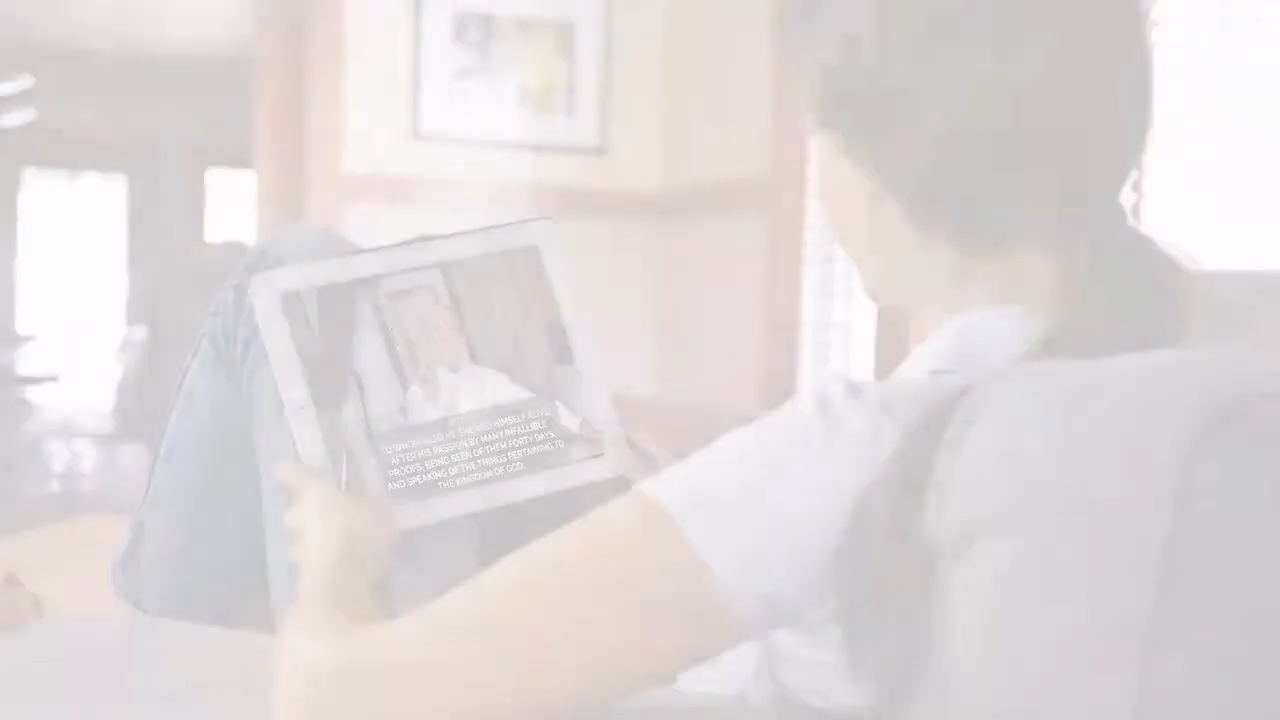 TO WHOM ALSO HE SHEWED HIMSELF ALIVE
AFTER HIS PASSION BY MANY INFALLIBLE
PROOFS, BEING SEEN OF THEM FORTY DAYS,
AND SPEAKING OF THE THINGS PERTAINING TO
THE KINGDOM OF GOD: